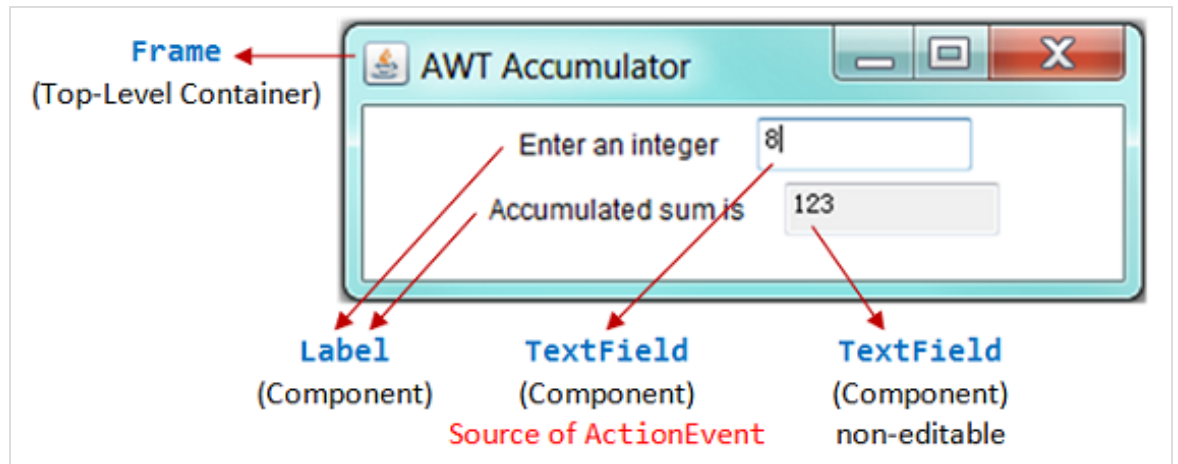 Frame
(Top-Level Container)
AWT Accumulator
Enter an integer 8
Accumulated sum is 123
Label
(Component)
TextField
(Component)
Source of ActionEvent
TextField
(Component)
non-editable